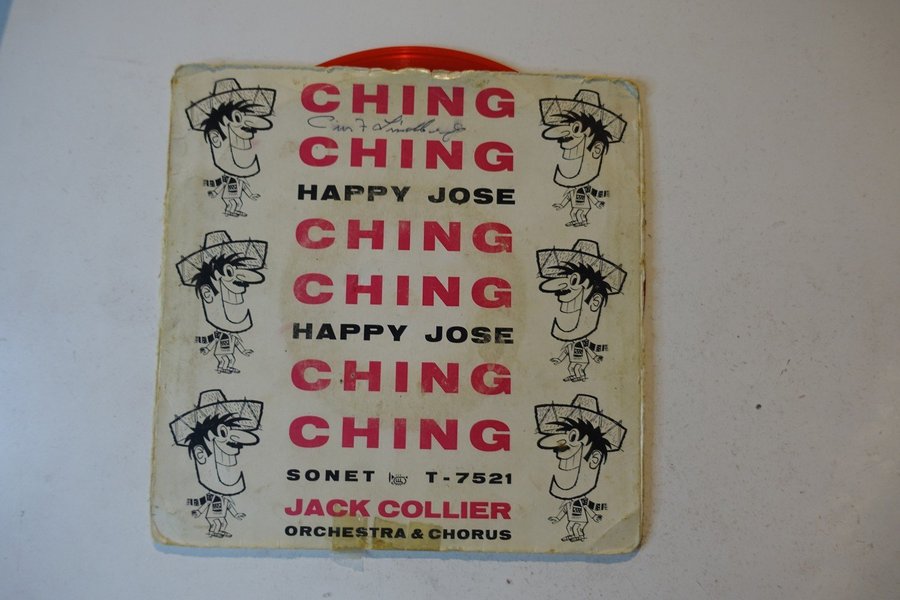 CHING
CHING
HAPPY JOSE
CHING
CHING
HAPPY JOSE
CHING
CHING
SONET T-7521
JACK COLLIER
ORCHESTRA & CHORUS